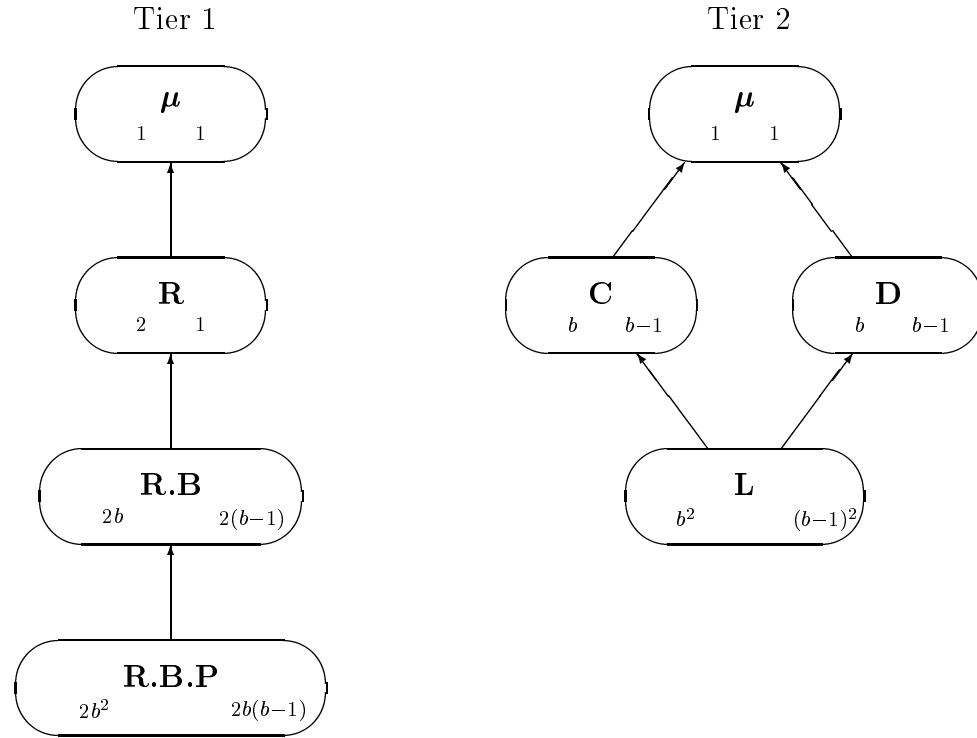 Tier 1
μ
1 1
R
2 1
R.B
2b 2(b−1)
R.B.P
2b² 2b(b−1)
Tier 2
μ
1 1
C
b b−1
D
b b−1
L
b² (b−1)²